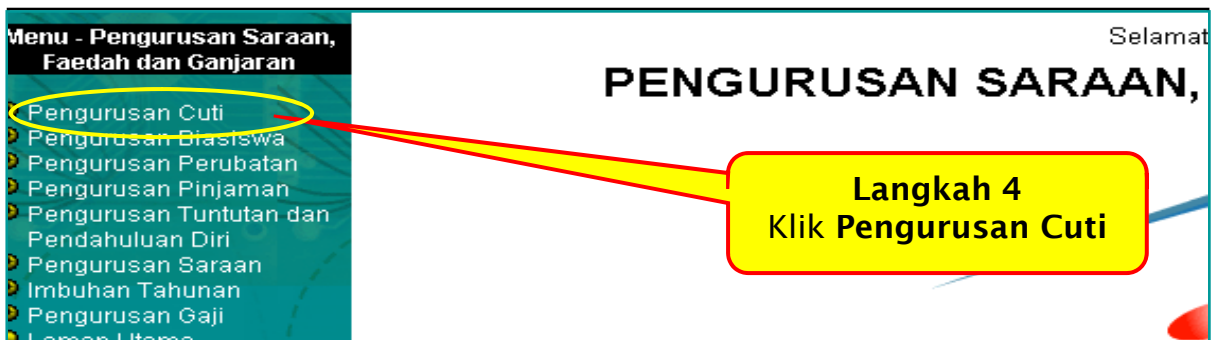 Menu - Pengurusan Saraan,
Faedah dan Ganjaran
Selamat
PENGURUSAN SARAAN,
Pengurusan Cuti
Pengurusan Biasiswa
Pengurusan Perubatan
Pengurusan Pinjaman
Pengurusan Tuntutan dan
Pendahuluan Diri
Pengurusan Saraan
Imbuhan Tahunan
Pengurusan Gaji
Langkah 4
Klik Pengurusan Cuti